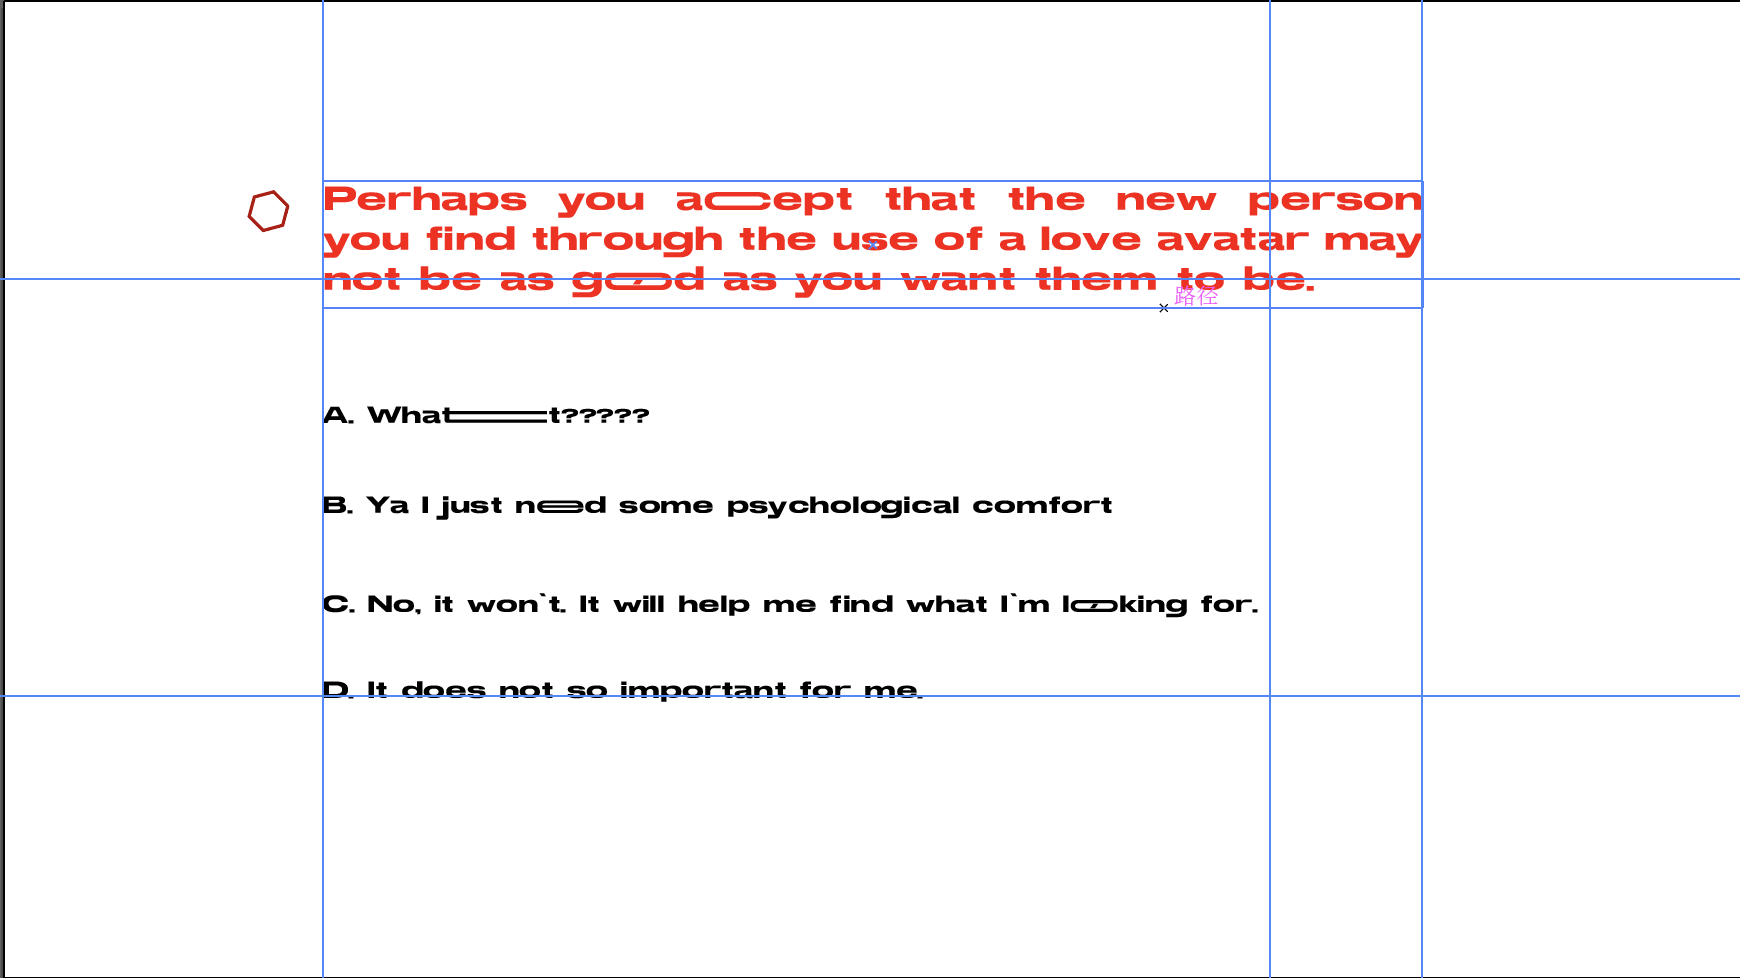 Perhaps you accept that the new person
you find through the use of a love avatar may
not be as good as you want them to be.
路径
A. Whattt?????
B. Ya I just need some psychological comfort
C. No, it won`t. It will help me find what I`m looking for.
D. It does not so important for me.